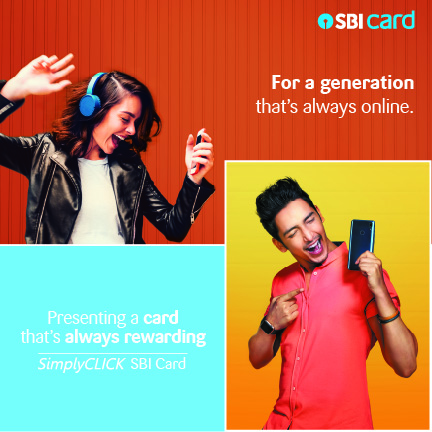 SBI card
For a generation
that's always online.
Presenting a card
that's always rewarding
SimplyCLICK SBI Card